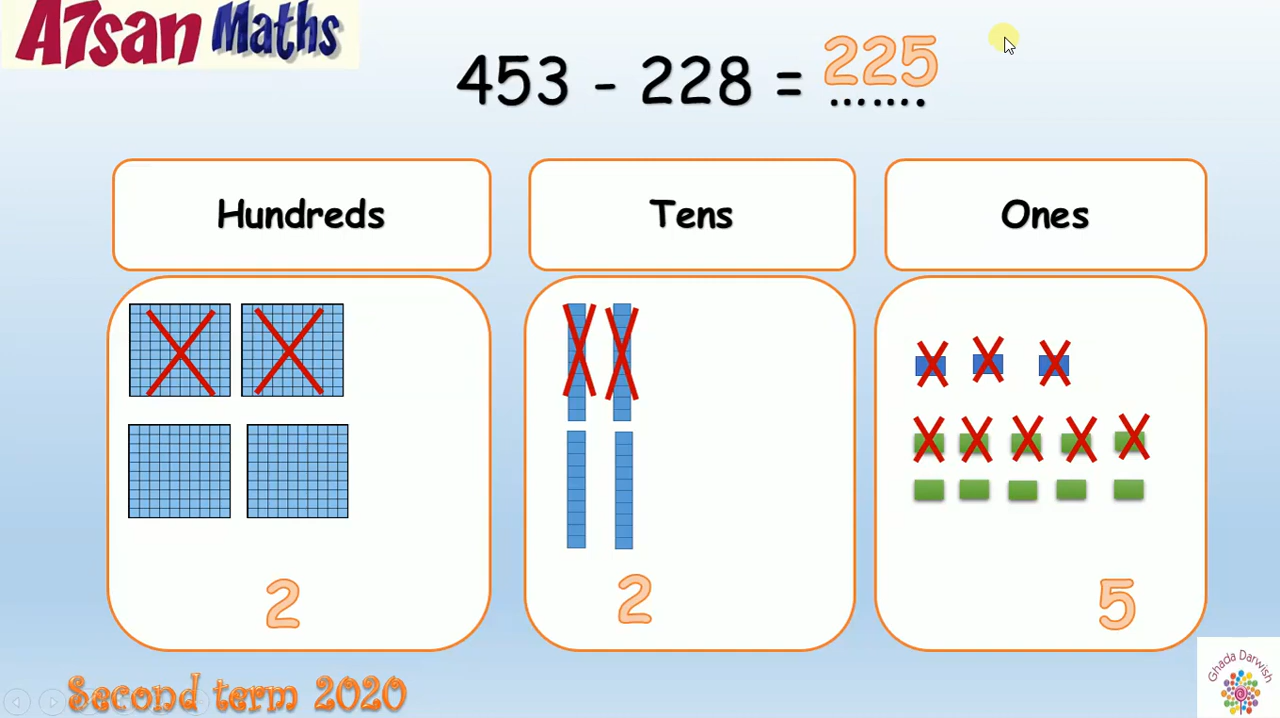 A7san Maths
453 - 228 = 225
…….
Hundreds
Tens
Ones
2
2
5
Second term 2020
Ghada Darwish